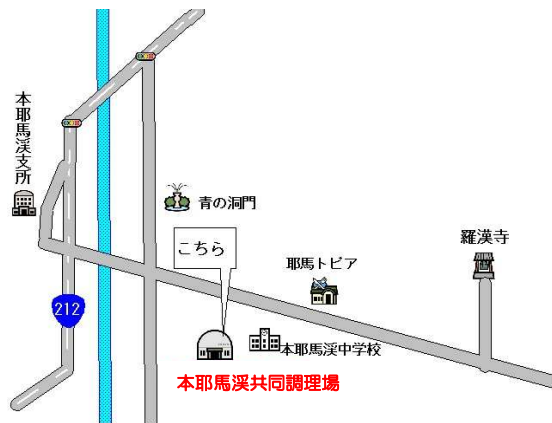 本耶馬渓支所
青の洞門
こちら
羅漢寺
耶馬トピア
212
本耶馬渓中学校
本耶馬渓共同調理場